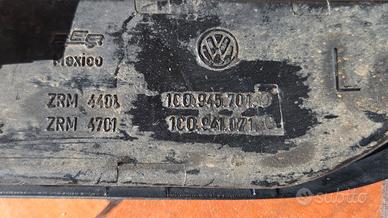 Mexico
L
ZRM 4401 1C0.945.701
ZRM 4701 1C0.941.071
subito